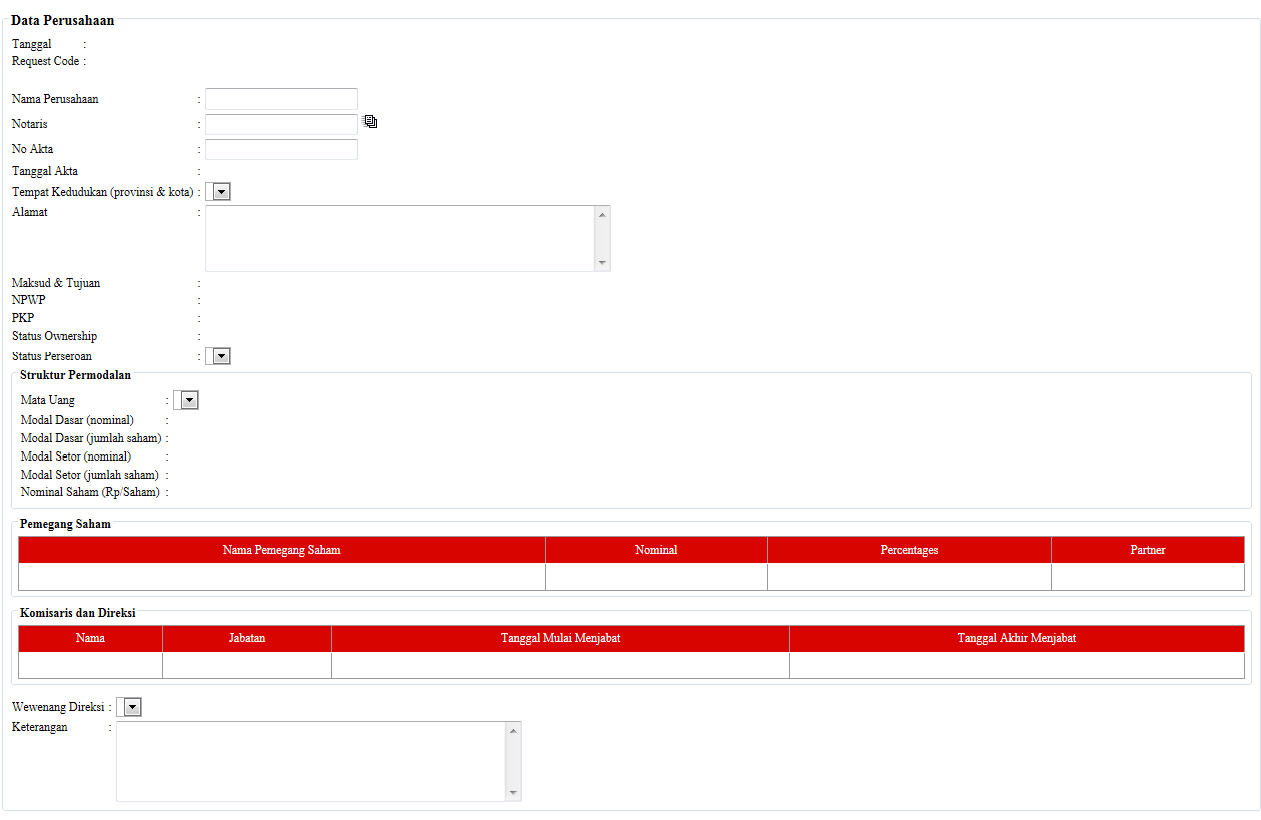 Data Perusahaan
Tanggal :
Request Code :
Nama Perusahaan :
Notaris :
No Akta :
Tanggal Akta :
Tempat Kedudukan (provinsi & kota) :
Alamat :
Maksud & Tujuan :
NPWP :
PKP :
Status Ownership :
Status Perseroan :
Struktur Permodalan
Mata Uang :
Modal Dasar (nominal) :
Modal Dasar (jumlah saham) :
Modal Setor (nominal) :
Modal Setor (jumlah saham) :
Nominal Saham (Rp/Saham) :
Pemegang Saham
Nama Pemegang Saham Nominal Percentages Partner
Komisaris dan Direksi
Nama Jabatan Tanggal Mulai Menjabat Tanggal Akhir Menjabat
Wewenang Direksi :
Keterangan :